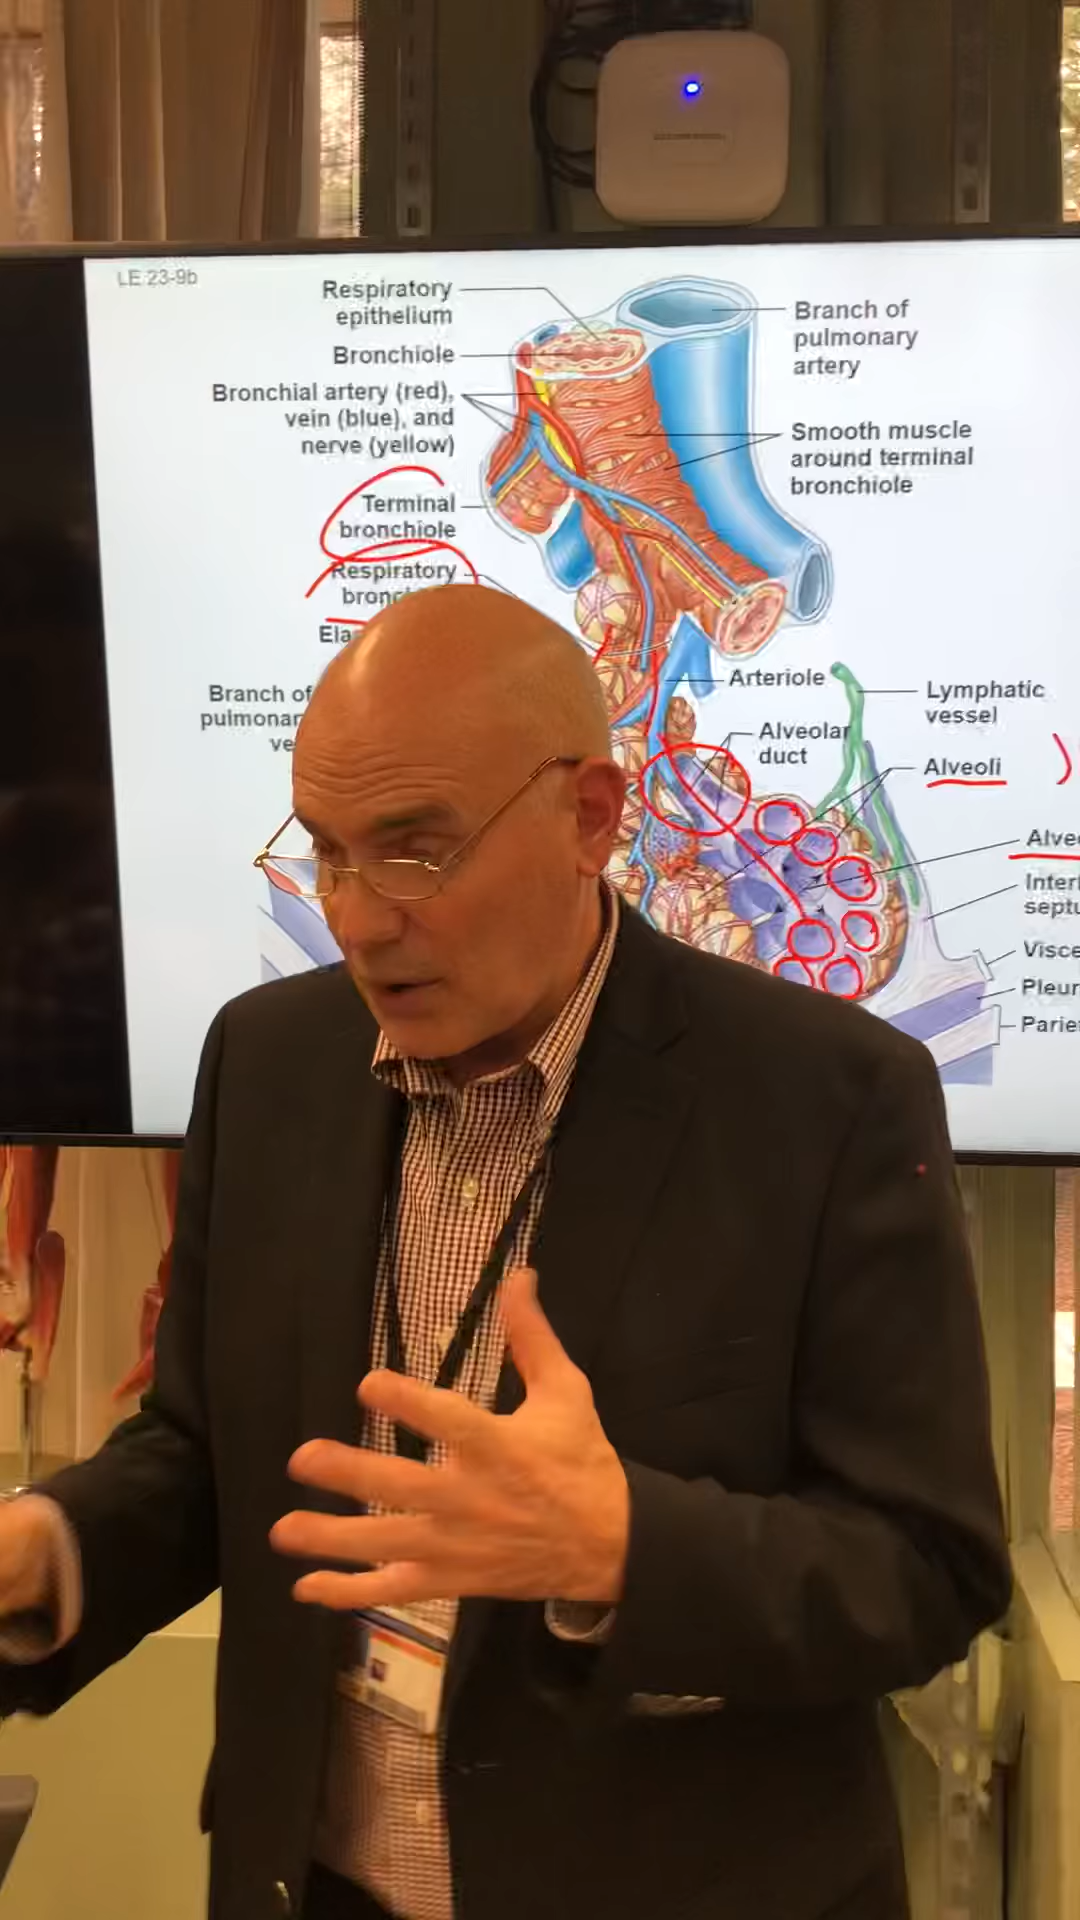 LE 23-9b
Respiratory
epithelium
Bronchiole
Bronchial artery (red),
vein (blue), and
nerve (yellow)
Terminal
bronchiole
Respiratory
Branch of
Branch of
pulmonary
artery
Smooth muscle
around terminal
bronchiole
Arteriole
Alveolar
duct
Lymphatic
vessel
Alveoli